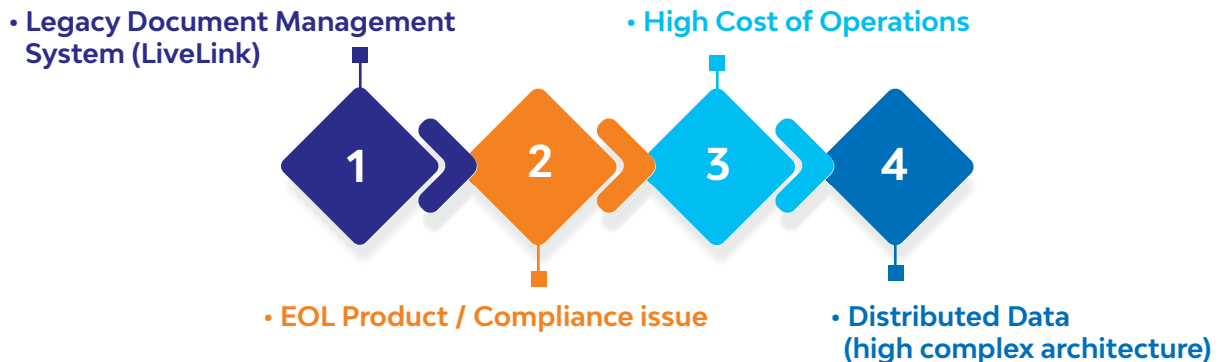 • Legacy Document Management
System (LiveLink)
• High Cost of Operations
1
2
3
4
• EOL Product / Compliance issue
• Distributed Data
(high complex architecture)